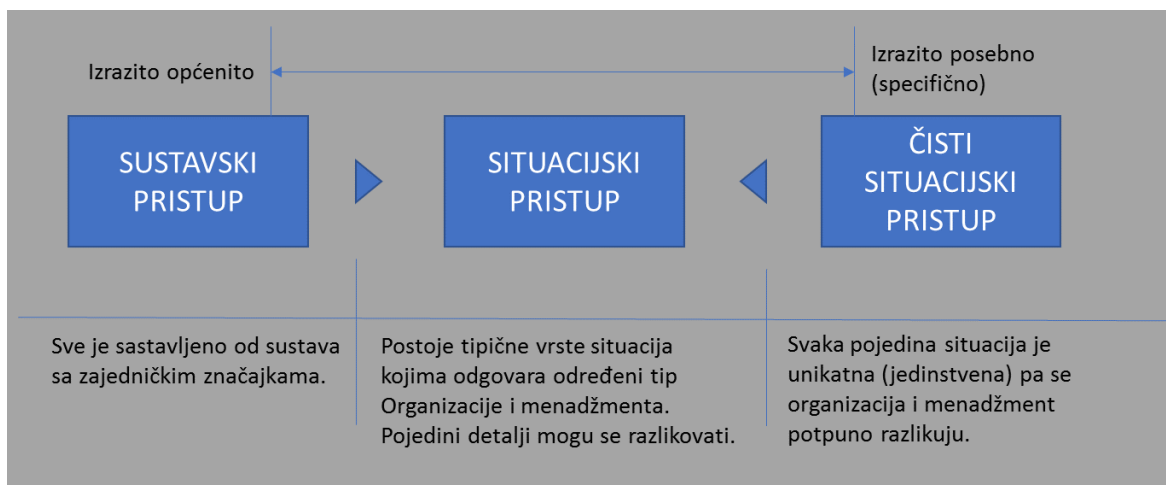 Izrazito općenito
Izrazito posebno
(specifično)
SUSTAVSKI
PRISTUP
SITUACIJSKI
PRISTUP
ČISTI
SITUACIJSKI
PRISTUP
Sve je sastavljeno od sustava
sa zajedničkim značajkama.
Postoje tipične vrste situacija
kojima odgovara određeni tip
Organizacije i menadžmenta.
Pojedini detalji mogu se razlikovati.
Svaka pojedina situacija je
unikatna (jedinstvena) pa se
organizacija i menadžment
potpuno razlikuju.